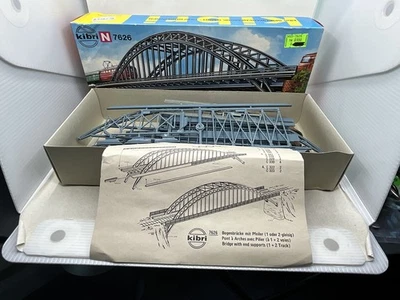 kibri
kibri N 7626
kibri
7626
Bogenbrücke mit Pfeiler (1 oder 2-gleisig)
Pont à Arches avec Pilier (à 1 + 2 voies)
Bridge with end supports (1 + 2 Track)